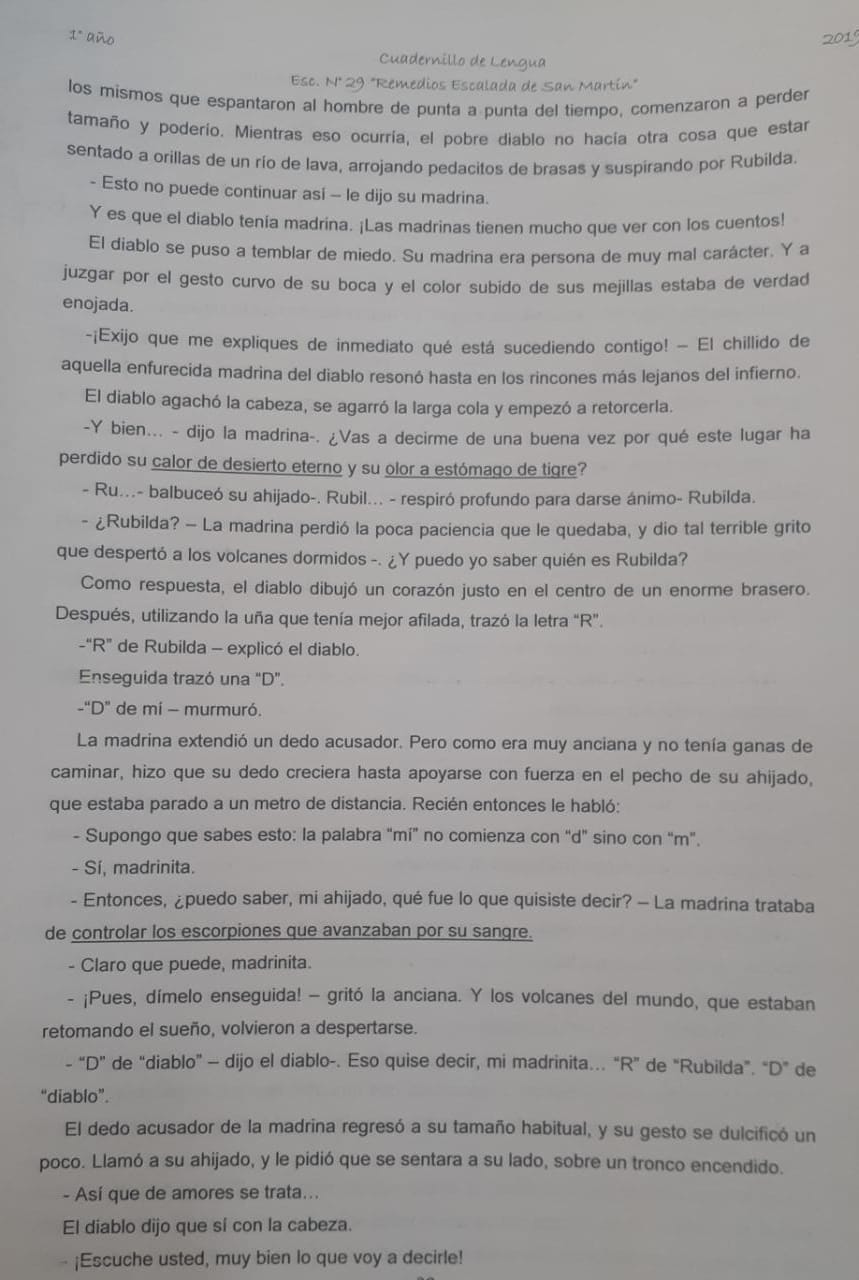 1° año
2019
Cuadernillo de Lengua
Esc. N° 29 "Remedios Escalada de San Martín"
los mismos que espantaron al hombre de punta a punta del tiempo, comenzaron a perder
tamaño y poderío. Mientras eso ocurría, el pobre diablo no hacía otra cosa que estar
sentado a orillas de un río de lava, arrojando pedacitos de brasas y suspirando por Rubilda.
- Esto no puede continuar así – le dijo su madrina.
Y es que el diablo tenía madrina. ¡Las madrinas tienen mucho que ver con los cuentos!
El diablo se puso a temblar de miedo. Su madrina era persona de muy mal carácter. Y a
juzgar por el gesto curvo de su boca y el color subido de sus mejillas estaba de verdad
enojada.
-¡Exijo que me expliques de inmediato qué está sucediendo contigo! – El chillido de
aquella enfurecida madrina del diablo resonó hasta en los rincones más lejanos del infierno.
El diablo agachó la cabeza, se agarró la larga cola y empezó a retorcerla.
-Y bien... - dijo la madrina-. ¿Vas a decirme de una buena vez por qué este lugar ha
perdido su calor de desierto eterno y su olor a estómago de tigre?
- Ru...- balbuceó su ahijado-. Rubil... - respiró profundo para darse ánimo- Rubilda.
- ¿Rubilda? – La madrina perdió la poca paciencia que le quedaba, y dio tal terrible grito
que despertó a los volcanes dormidos -. ¿Y puedo yo saber quién es Rubilda?
Como respuesta, el diablo dibujó un corazón justo en el centro de un enorme brasero.
Después, utilizando la uña que tenía mejor afilada, trazó la letra “R”.
-“R” de Rubilda – explicó el diablo.
Enseguida trazó una “D”.
-“D” de mí – murmuró.
La madrina extendió un dedo acusador. Pero como era muy anciana y no tenía ganas de
caminar, hizo que su dedo creciera hasta apoyarse con fuerza en el pecho de su ahijado,
que estaba parado a un metro de distancia. Recién entonces le habló:
- Supongo que sabes esto: la palabra “mí” no comienza con “d” sino con “m”.
- Sí, madrinita.
- Entonces, ¿puedo saber, mi ahijado, qué fue lo que quisiste decir? – La madrina trataba
de controlar los escorpiones que avanzaban por su sangre.
- Claro que puede, madrinita.
- ¡Pues, dímelo enseguida! – gritó la anciana. Y los volcanes del mundo, que estaban
retomando el sueño, volvieron a despertarse.
- “D” de “diablo” – dijo el diablo-. Eso quise decir, mi madrinita... “R” de “Rubilda”. “D” de
“diablo”.
El dedo acusador de la madrina regresó a su tamaño habitual, y su gesto se dulcificó un
poco. Llamó a su ahijado, y le pidió que se sentara a su lado, sobre un tronco encendido.
- Así que de amores se trata...
El diablo dijo que sí con la cabeza.
- ¡Escuche usted, muy bien lo que voy a decirle!